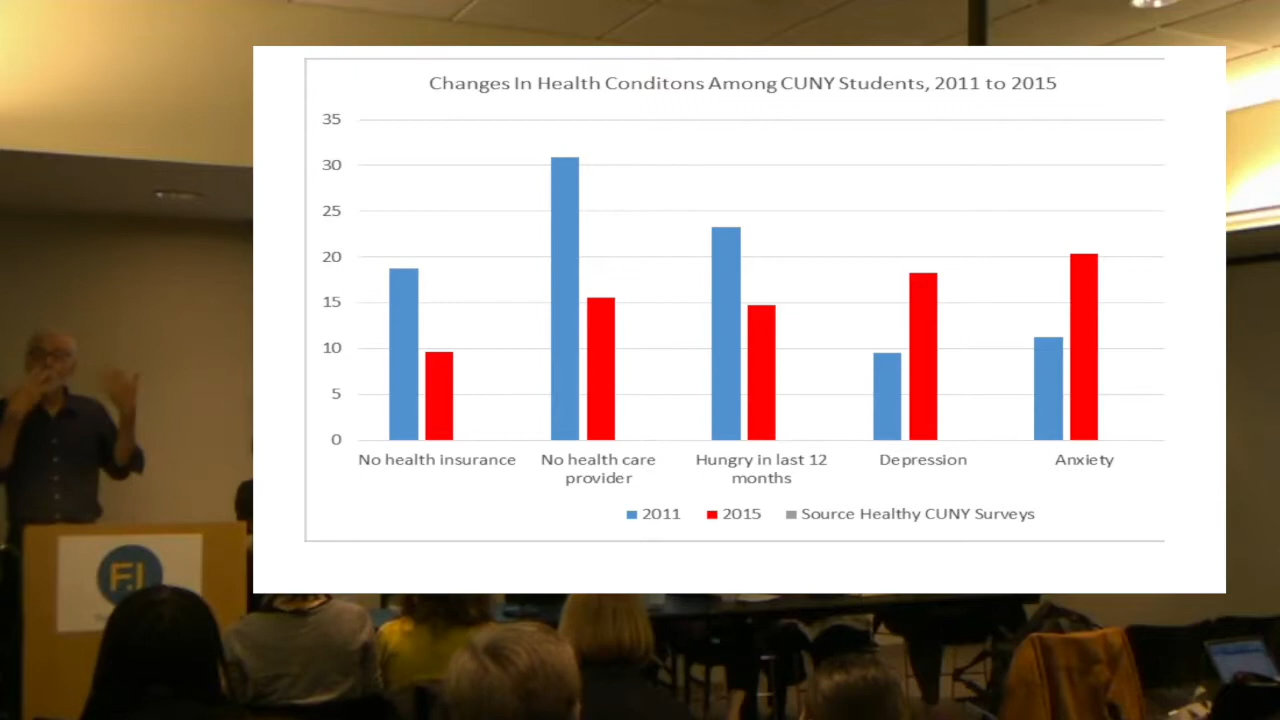 Changes In Health Conditons Among CUNY Students, 2011 to 2015
35
30
25
20
15
10
5
0
No health insurance
No health care
provider
Hungry in last 12
months
Depression
Anxiety
2011
2015
Source Healthy CUNY Surveys
FJ